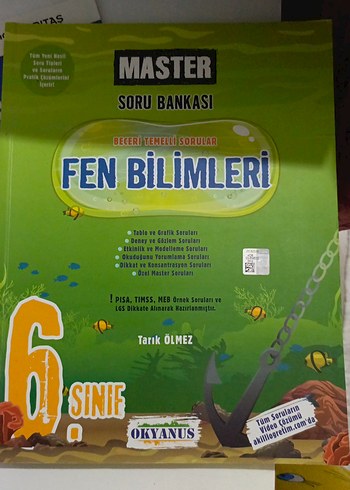 Tüm Yeni Nesil
Soru Tipleri
ve Soruların
Pratik Çözümleri
MASTER
SORU BANKASI
BECERİ TEMELLİ SORULAR
FEN BİLİMLERİ
Tablo ve Grafik Soruları
Deney ve Gözlem Soruları
Etkinlik ve Modelleme Soruları
Okuduğunu Yorumlama Soruları
Dikkat ve Konsantrasyon Soruları
Özel Master Soruları
! PISA, TIMSS, MEB Örnek Soruları ve
LGS Dikkate Alınarak Hazırlanmıştır.
Tarık ÖLMEZ
6. SINIF
OKYANUS
Tüm Soruların
Video Çözümü
akilliogretim.com'da